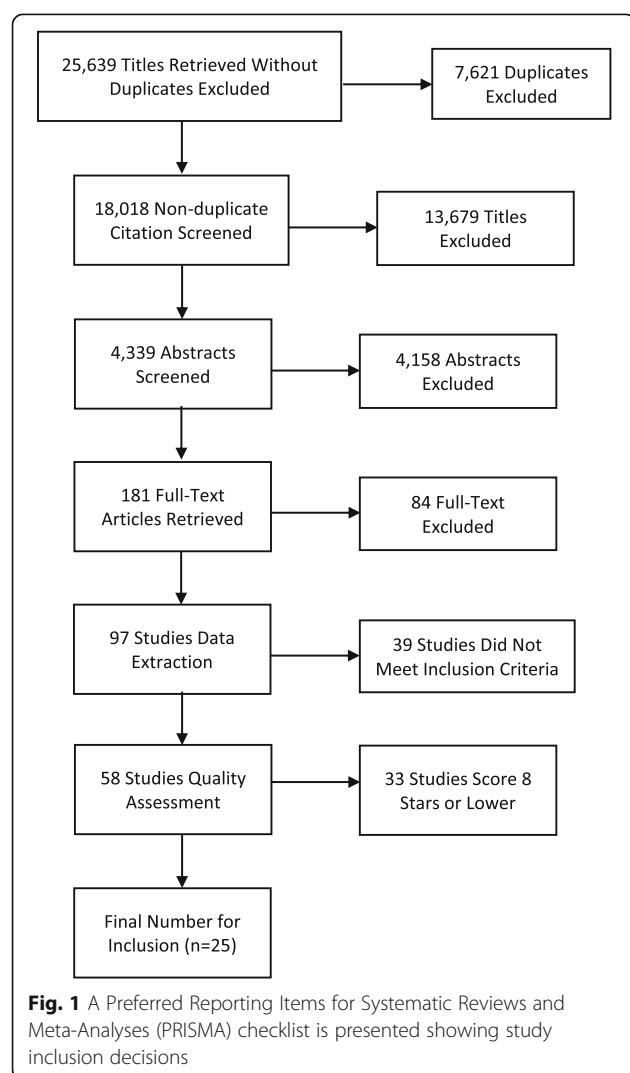 25,639 Titles Retrieved Without
Duplicates Excluded
7,621 Duplicates
Excluded
18,018 Non-duplicate
Citation Screened
13,679 Titles
Excluded
4,339 Abstracts
Screened
4,158 Abstracts
Excluded
181 Full-Text
Articles Retrieved
84 Full-Text
Excluded
97 Studies Data
Extraction
39 Studies Did Not
Meet Inclusion Criteria
58 Studies Quality
Assessment
33 Studies Score 8
Stars or Lower
Final Number for
Inclusion (n=25)
Fig. 1 A Preferred Reporting Items for Systematic Reviews and
Meta-Analyses (PRISMA) checklist is presented showing study
inclusion decisions